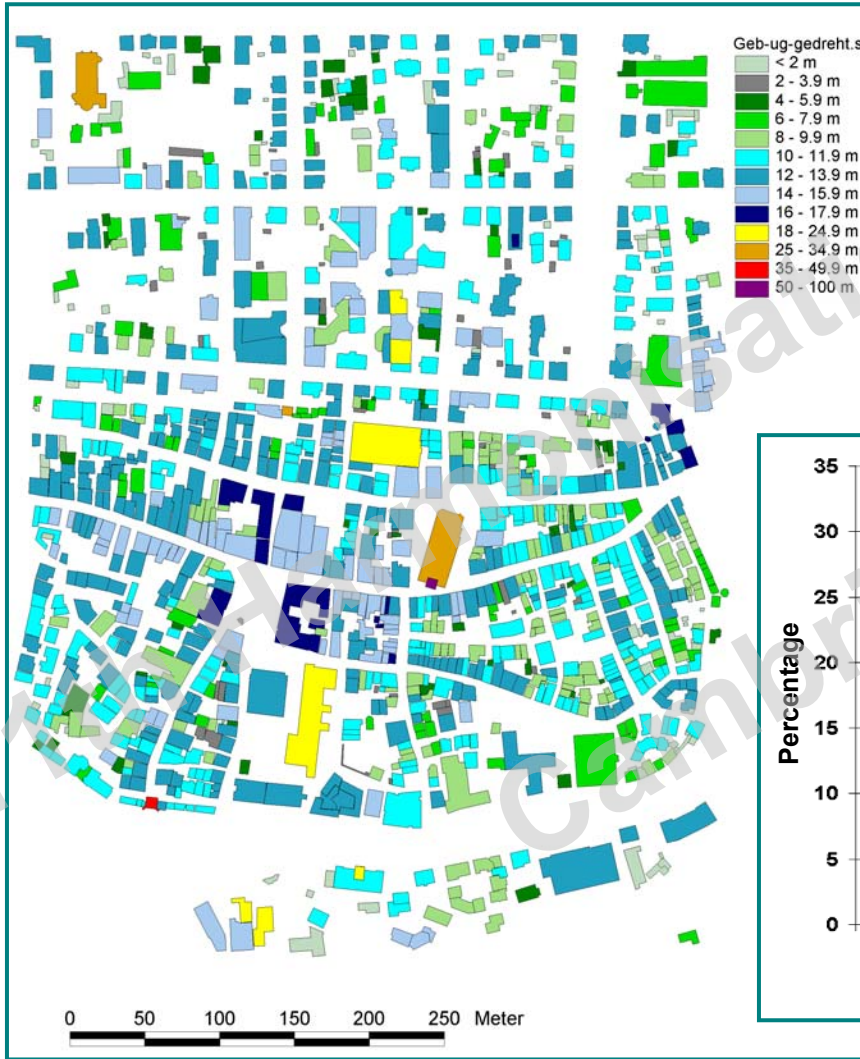 Geb-ug-gedreht.s
< 2 m
2 - 3.9 m
4 - 5.9 m
6 - 7.9 m
8 - 9.9 m
10 - 11.9 m
12 - 13.9 m
14 - 15.9 m
16 - 17.9 m
18 - 24.9 m
25 - 34.9 m
35 - 49.9 m
50 - 100 m
0 50 100 150 200 250 Meter
Percentage
35
30
25
20
15
10
5
0
Harmonisati
Cambri